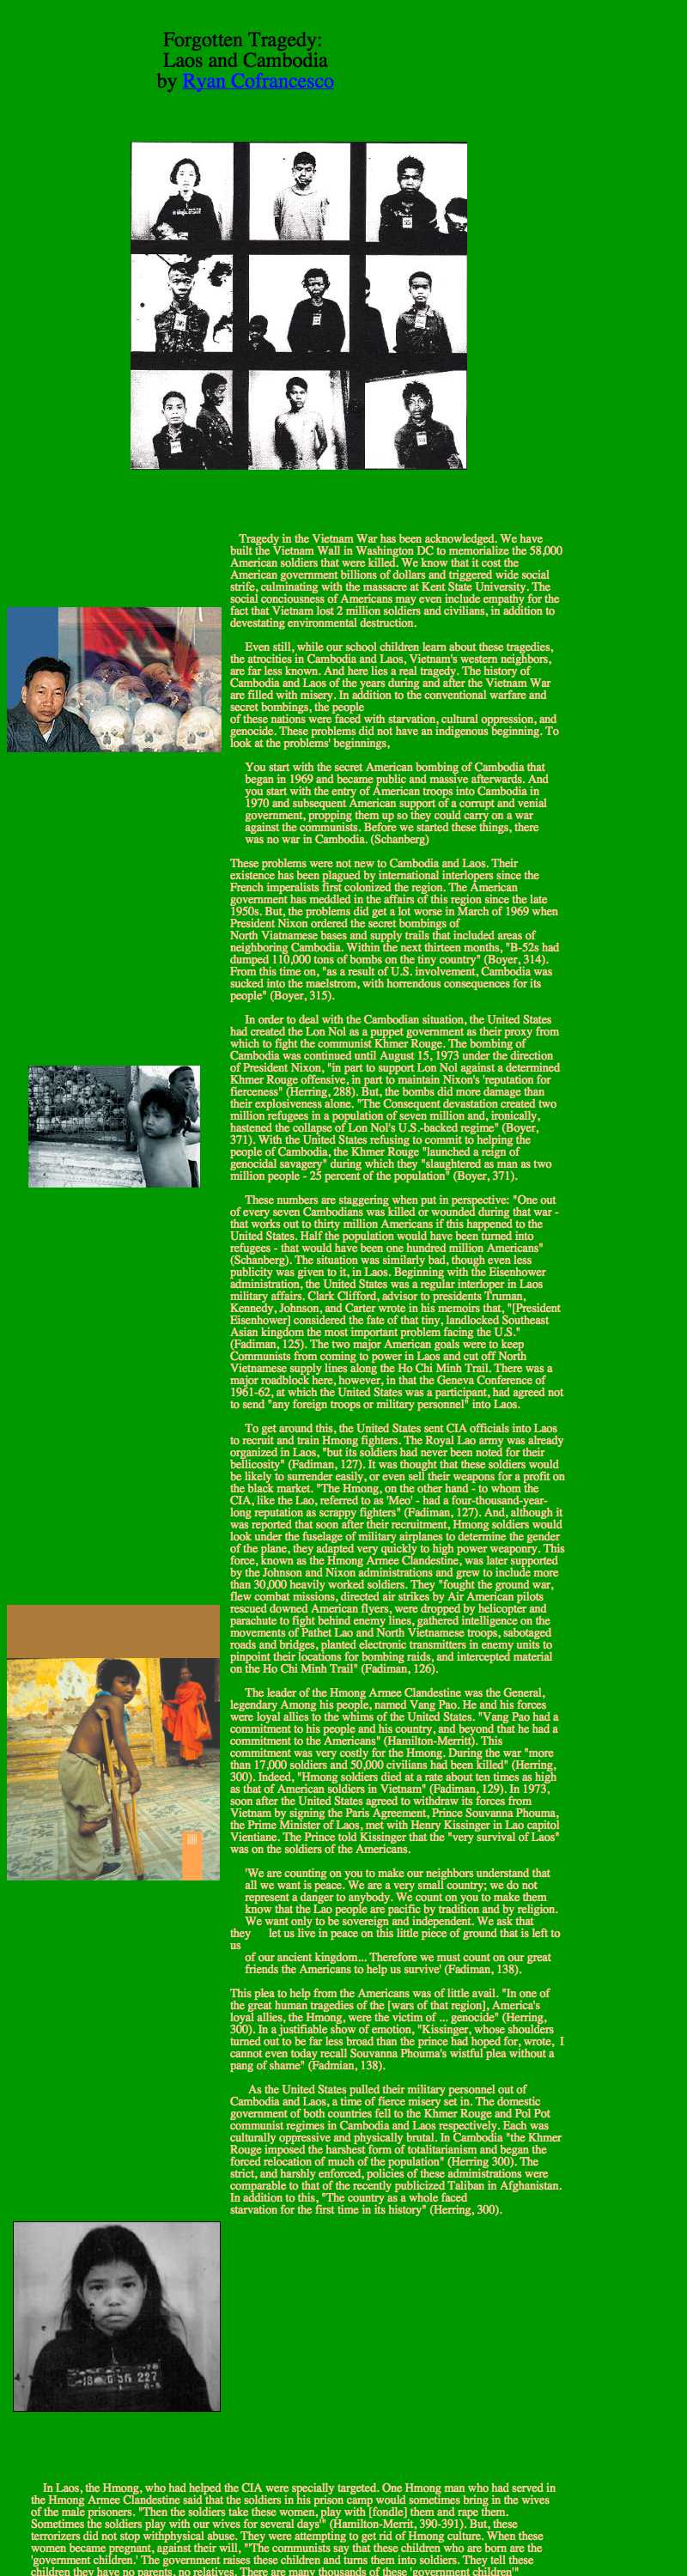 Forgotten Tragedy:
Laos and Cambodia
by Ryan Cofrancesco
Tragedy in the Vietnam War has been acknowledged. We have
built the Vietnam Wall in Washington DC to memorialize the 58,000
American soldiers that were killed. We know that it cost the
American government billions of dollars and triggered wide social
strife, culminating with the massacre at Kent State University. The
social conciousness of Americans may even include empathy for the
fact that Vietnam lost 2 million soldiers and civilians, in addition to
devestating environmental destruction.
Even still, while our school children learn about these tragedies,
the atrocities in Cambodia and Laos, Vietnam's western neighbors,
are far less known. And here lies a real tragedy. The history of
Cambodia and Laos of the years during and after the Vietnam War
are filled with misery. In addition to the conventional warfare and
secret bombings, the people
of these nations were faced with starvation, cultural oppression, and
genocide. These problems did not have an indigenous beginning. To
look at the problems' beginnings,
You start with the secret American bombing of Cambodia that
began in 1969 and became public and massive afterwards. And
you start with the entry of American troops into Cambodia in
1970 and subsequent American support of a corrupt and venial
government, propping them up so they could carry on a war
against the communists. Before we started these things, there
was no war in Cambodia. (Schanberg)
These problems were not new to Cambodia and Laos. Their
existence has been plagued by international interlopers since the
French imperalists first colonized the region. The American
government has meddled in the affairs of this region since the late
1950s. But, the problems did get a lot worse in March of 1969 when
President Nixon ordered the secret bombings of
North Viatnamese bases and supply trails that included areas of
neighboring Cambodia. Within the next thirteen months, "B-52s had
dumped 110,000 tons of bombs on the tiny country" (Boyer, 314).
From this time on, "as a result of U.S. involvement, Cambodia was
sucked into the maelstrom, with horrendous consequences for its
people" (Boyer, 315).
In order to deal with the Cambodian situation, the United States
had created the Lon Nol as a puppet government as their proxy from
which to fight the communist Khmer Rouge. The bombing of
Cambodia was continued until August 15, 1973 under the direction
of President Nixon, "in part to support Lon Nol against a determined
Khmer Rouge offensive, in part to maintain Nixon's 'reputation for
fierceness" (Herring, 288). But, the bombs did more damage than
their explosiveness alone. "The Consequent devastation created two
million refugees in a population of seven million and, ironically,
hastened the collapse of Lon Nol's U.S.-backed regime" (Boyer,
371). With the United States refusing to commit to helping the
people of Cambodia, the Khmer Rouge "launched a reign of
genocidal savagery" during which they "slaughtered as man as two
million people - 25 percent of the population" (Boyer, 371).
These numbers are staggering when put in perspective: "One out
of every seven Cambodians was killed or wounded during that war -
that works out to thirty million Americans if this happened to the
United States. Half the population would have been turned into
refugees - that would have been one hundred million Americans"
(Schanberg). The situation was similarly bad, though even less
publicity was given to it, in Laos. Beginning with the Eisenhower
administration, the United States was a regular interloper in Laos
military affairs. Clark Clifford, advisor to presidents Truman,
Kennedy, Johnson, and Carter wrote in his memoirs that, "[President
Eisenhower] considered the fate of that tiny, landlocked Southeast
Asian kingdom the most important problem facing the U.S."
(Fadiman, 125). The two major American goals were to keep
Communists from coming to power in Laos and cut off North
Vietnamese supply lines along the Ho Chi Minh Trail. There was a
major roadblock here, however, in that the Geneva Conference of
1961-62, at which the United States was a participant, had agreed not
to send "any foreign troops or military personnel" into Laos.
To get around this, the United States sent CIA officials into Laos
to recruit and train Hmong fighters. The Royal Lao army was already
organized in Laos, "but its soldiers had never been noted for their
bellicosity" (Fadiman, 127). It was thought that these soldiers would
be likely to surrender easily, or even sell their weapons for a profit on
the black market. "The Hmong, on the other hand - to whom the
CIA, like the Lao, referred to as 'Meo' - had a four-thousand-year-
long reputation as scrappy fighters" (Fadiman, 127). And, although it
was reported that soon after their recruitment, Hmong soldiers would
look under the fuselage of military airplanes to determine the gender
of the plane, they adapted very quickly to high power weaponry. This
force, known as the Hmong Armee Clandestine, was later supported
by the Johnson and Nixon administrations and grew to include more
than 30,000 heavily worked soldiers. They "fought the ground war,
flew combat missions, directed air strikes by Air American pilots
rescued downed American flyers, were dropped by helicopter and
parachute to fight behind enemy lines, gathered intelligence on the
movements of Pathet Lao and North Vietnamese troops, sabotaged
roads and bridges, planted electronic transmitters in enemy units to
pinpoint their locations for bombing raids, and intercepted material
on the Ho Chi Minh Trail" (Fadiman, 126).
The leader of the Hmong Armee Clandestine was the General,
legendary Among his people, named Vang Pao. He and his forces
were loyal allies to the whims of the United States. "Vang Pao had a
commitment to his people and his country, and beyond that he had a
commitment to the Americans" (Hamilton-Merritt). This
commitment was very costly for the Hmong. During the war "more
than 17,000 soldiers and 50,000 civilians had been killed" (Herring,
300). Indeed, "Hmong soldiers died at a rate about ten times as high
as that of American soldiers in Vietnam" (Fadiman, 129). In 1973,
soon after the United States agreed to withdraw its forces from
Vietnam by signing the Paris Agreement, Prince Souvanna Phouma,
the Prime Minister of Laos, met with Henry Kissinger in Lao capitol
Vientiane. The Prince told Kissinger that the "very survival of Laos"
was on the soldiers of the Americans.
'We are counting on you to make our neighbors understand that
all we want is peace. We are a very small country; we do not
represent a danger to anybody. We count on you to make them
know that the Lao people are pacific by tradition and by religion.
We want only to be sovereign and independent. We ask that
they let us live in peace on this little piece of ground that is left to
us
of our ancient kingdom... Therefore we must count on our great
friends the Americans to help us survive' (Fadiman, 138).
This plea to help from the Americans was of little avail. "In one of
the great human tragedies of the [wars of that region], America's
loyal allies, the Hmong, were the victim of ... genocide" (Herring,
300). In a justifiable show of emotion, "Kissinger, whose shoulders
turned out to be far less broad than the prince had hoped for, wrote, I
cannot even today recall Souvanna Phouma's wistful plea without a
pang of shame" (Fadmian, 138).
As the United States pulled their military personnel out of
Cambodia and Laos, a time of fierce misery set in. The domestic
government of both countries fell to the Khmer Rouge and Pol Pot
communist regimes in Cambodia and Laos respectively. Each was
culturally oppressive and physically brutal. In Cambodia "the Khmer
Rouge imposed the harshest form of totalitarianism and began the
forced relocation of much of the population" (Herring 300). The
strict, and harshly enforced, policies of these administrations were
comparable to that of the recently publicized Taliban in Afghanistan.
In addition to this, "The country as a whole faced
starvation for the first time in its history" (Herring, 300).
In Laos, the Hmong, who had helped the CIA were specially targeted. One Hmong man who had served in
the Hmong Armee Clandestine said that the soldiers in his prison camp would sometimes bring in the wives
of the male prisoners. "Then the soldiers take these women, play with [fondle] them and rape them.
Sometimes the soldiers play with our wives for several days'" (Hamilton-Merrit, 390-391). But, these
terrorizers did not stop withphysical abuse. They were attempting to get rid of Hmong culture. When these
women became pregnant, against their will, "'The communists say that these children who are born are the
'government children.' The government raises these children and turns them into soldiers. They tell these
children they have no parents, no relatives. There are many thousands of these 'government children'"